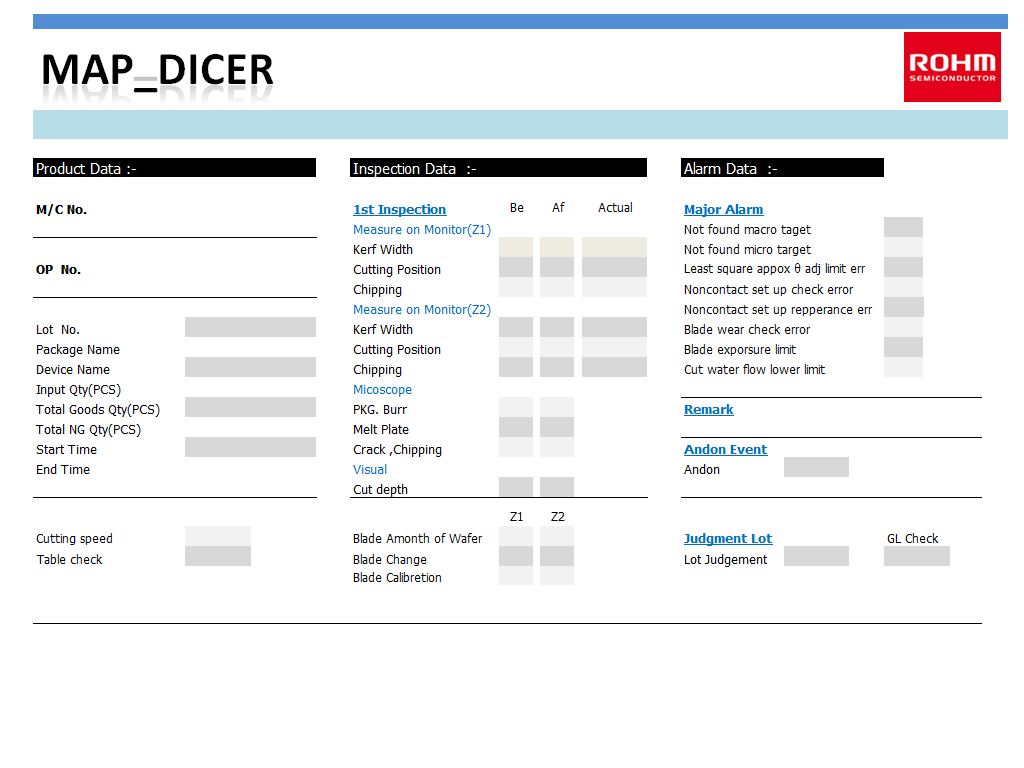 MAP_DICER
ROHM
SEMICONDUCTOR
Product Data :-
M/C No.
OP No.
Lot No.
Package Name
Device Name
Input Qty(PCS)
Total Goods Qty(PCS)
Total NG Qty(PCS)
Start Time
End Time
Cutting speed
Table check
Inspection Data :-
1st Inspection Be Af Actual
Measure on Monitor(Z1)
Kerf Width
Cutting Position
Chipping
Measure on Monitor(Z2)
Kerf Width
Cutting Position
Chipping
Micoscope
PKG. Burr
Melt Plate
Crack ,Chipping
Visual
Cut depth
Z1 Z2
Blade Amonth of Wafer
Blade Change
Blade Calibretion
Alarm Data :-
Major Alarm
Not found macro taget
Not found micro target
Least square appox θ adj limit err
Noncontact set up check error
Noncontact set up repperance err
Blade wear check error
Blade exporsure limit
Cut water flow lower limit
Remark
Andon Event
Andon
Judgment Lot GL Check
Lot Judgement